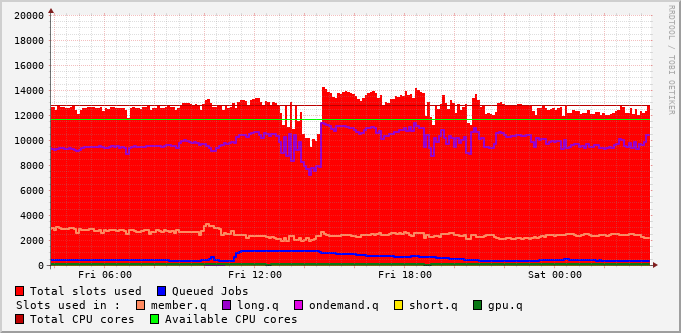 20000
18000
16000
14000
12000
10000
8000
6000
4000
2000
0
Fri 06:00 Fri 12:00 Fri 18:00 Sat 00:00
RRDTOOL / TOBI OETIKER
Total slots used Queued Jobs
Slots used in : member.q long.q ondemand.q short.q gpu.q
Total CPU cores Available CPU cores